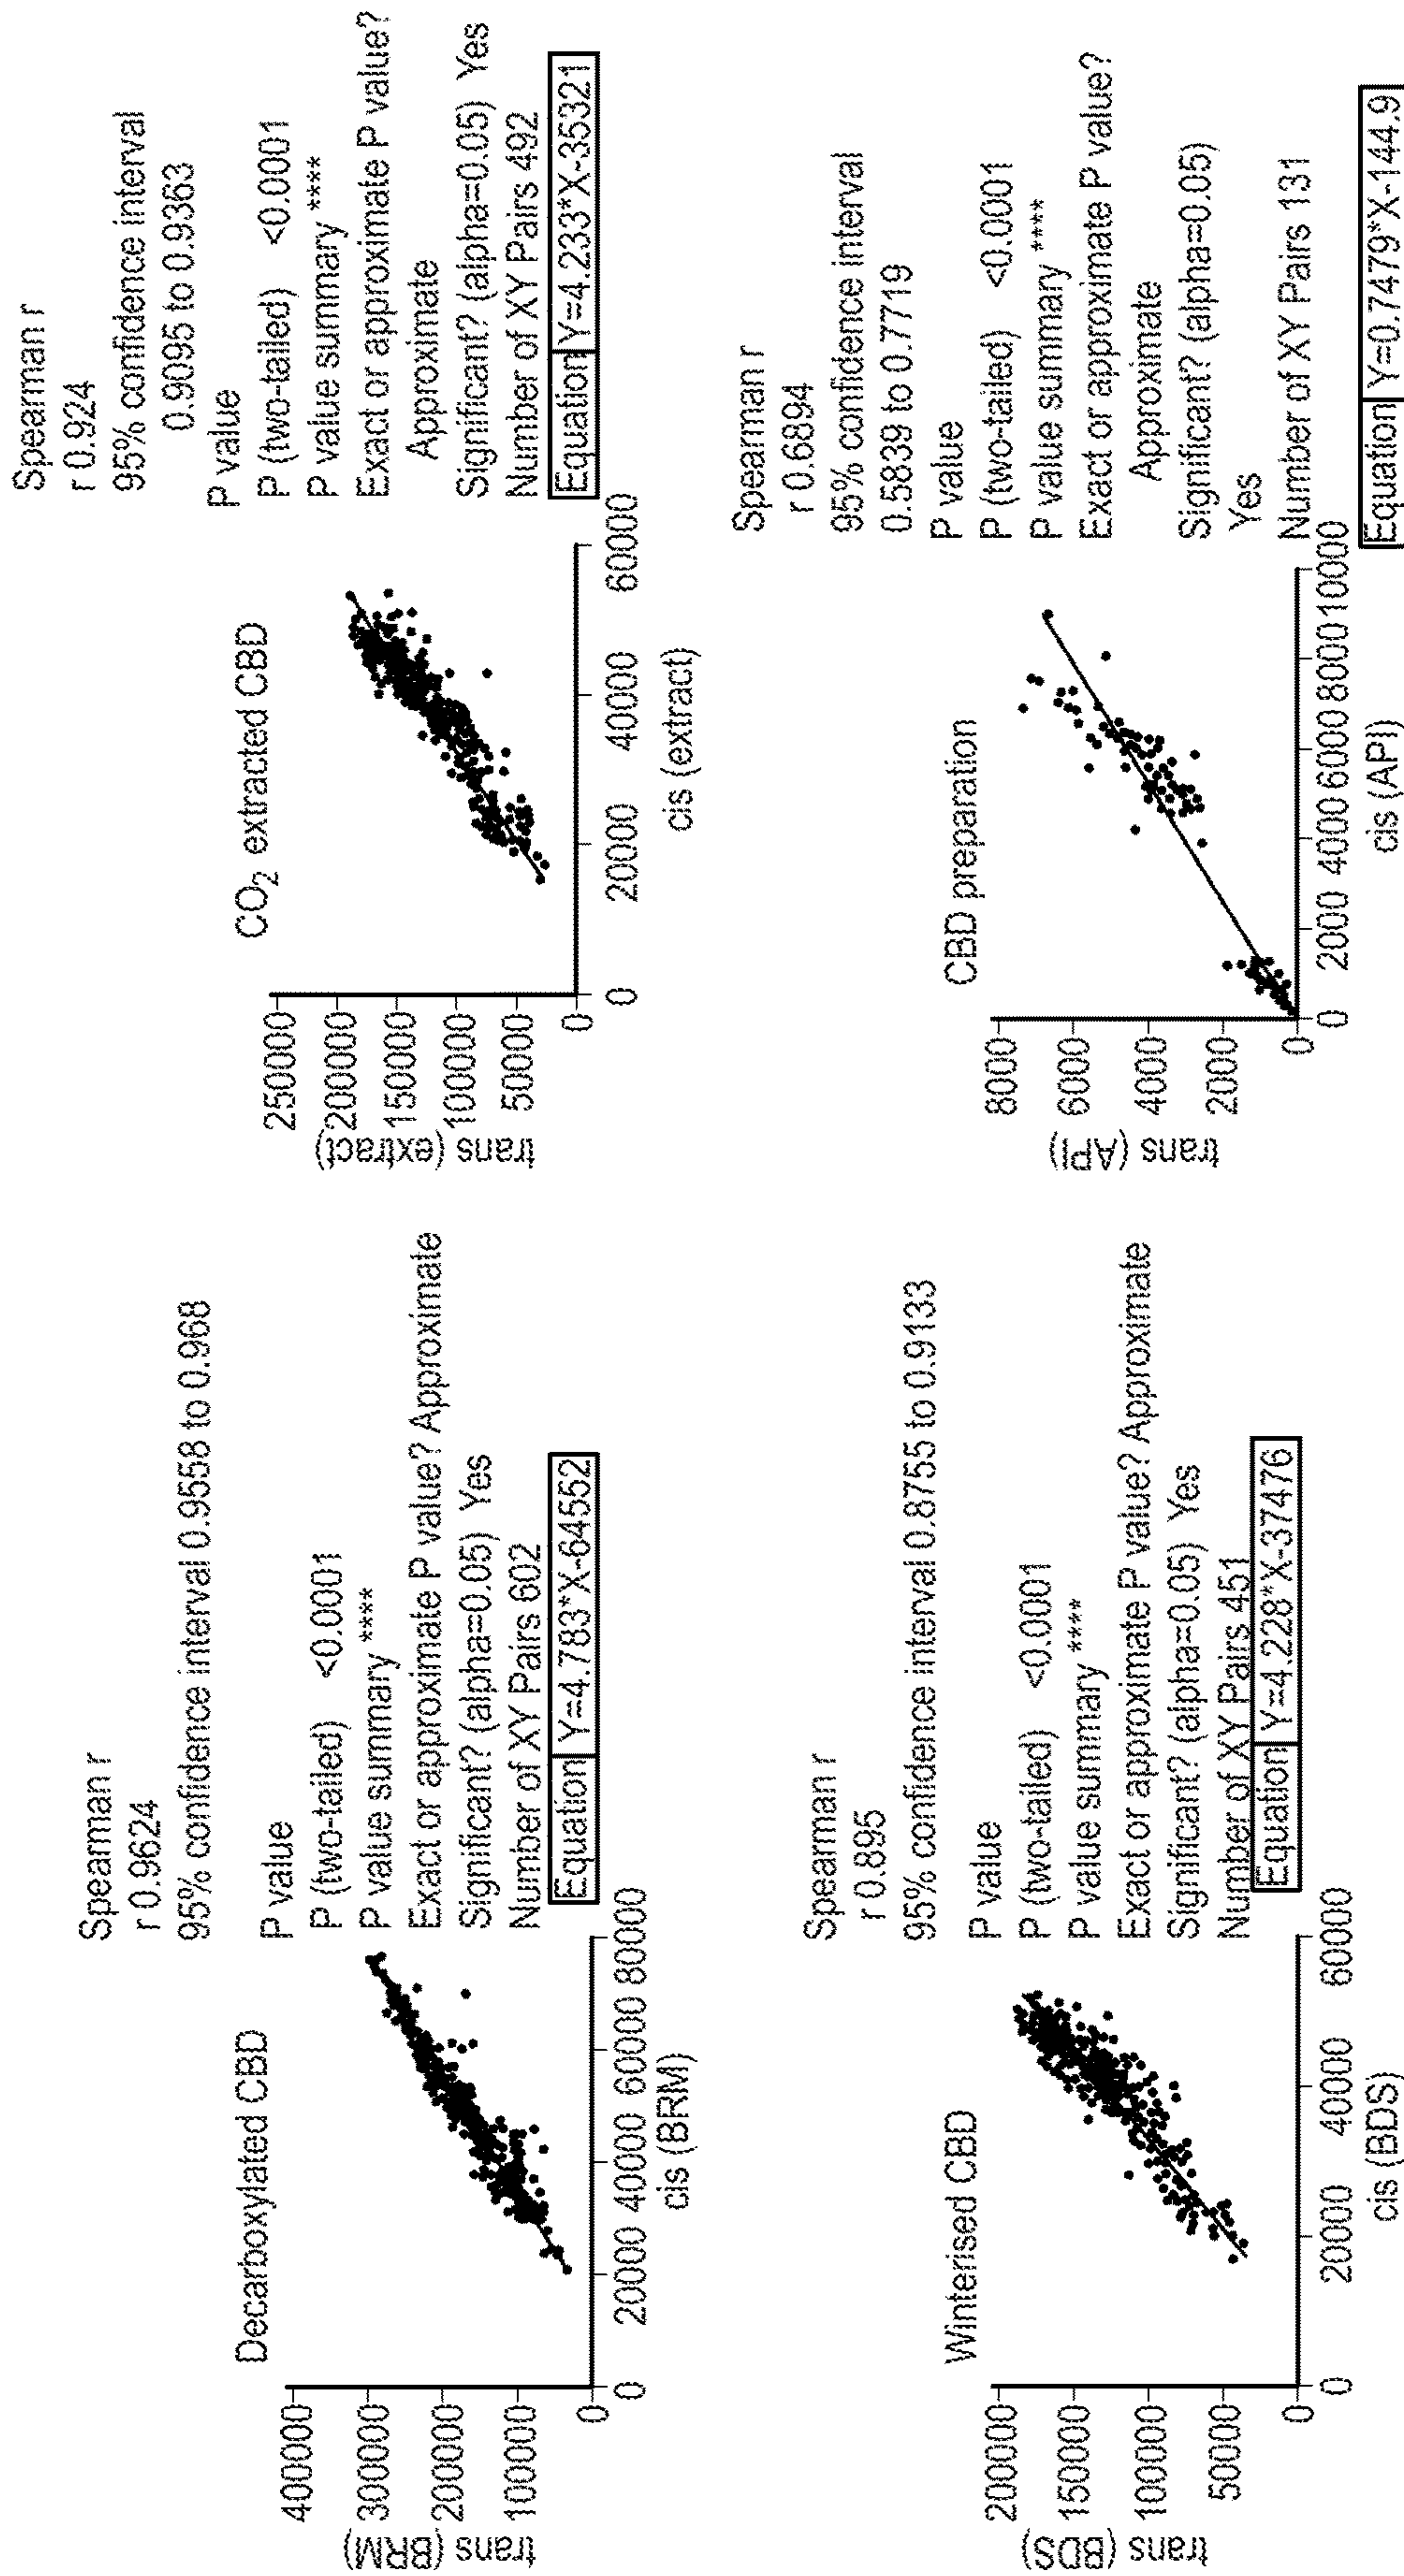 Decarboxylated CBD
400000
300000
200000
100000
0
trans (BRM)
0 20000 40000 60000 80000
cis (BRM)
Spearman r
r 0.9624
95% confidence interval 0.9558 to 0.968
P value
P (two-tailed) <0.0001
P value summary ****
Exact or approximate P value? Approximate
Significant? (alpha=0.05) Yes
Number of XY Pairs 602
Equation Y=4.783*X-64552
CO2 extracted CBD
250000
200000
150000
100000
50000
0
trans (extract)
0 20000 40000 60000
cis (extract)
Spearman r
r 0.924
95% confidence interval
0.9095 to 0.9363
P value
P (two-tailed) <0.0001
P value summary ****
Exact or approximate P value?
Approximate
Significant? (alpha=0.05) Yes
Number of XY Pairs 492
Equation Y=4.233*X-35321
Winterised CBD
200000
150000
100000
50000
0
trans (BDS)
0 20000 40000 60000
cis (BDS)
Spearman r
r 0.895
95% confidence interval 0.8755 to 0.9133
P value
P (two-tailed) <0.0001
P value summary ****
Exact or approximate P value? Approximate
Significant? (alpha=0.05) Yes
Number of XY Pairs 451
Equation Y=4.228*X-37476
CBD preparation
8000
6000
4000
2000
0
trans (API)
0 2000 4000 6000 8000 10000
cis (API)
Spearman r
r 0.6894
95% confidence interval
0.5839 to 0.7719
P value
P (two-tailed) <0.0001
P value summary ****
Exact or approximate P value?
Approximate
Significant? (alpha=0.05)
Yes
Number of XY Pairs 131
Equation Y=0.7479*X-144.9